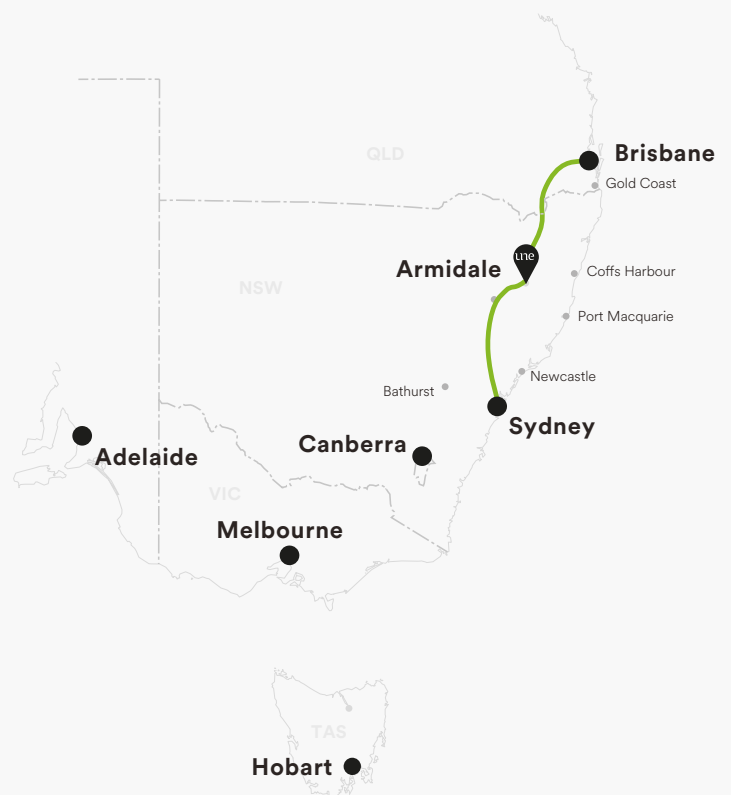 Brisbane
QLD
Gold Coast
une
Armidale
Coffs Harbour
NSW
Port Macquarie
Newcastle
Bathurst
Sydney
Canberra
Adelaide
VIC
Melbourne
TAS
Hobart